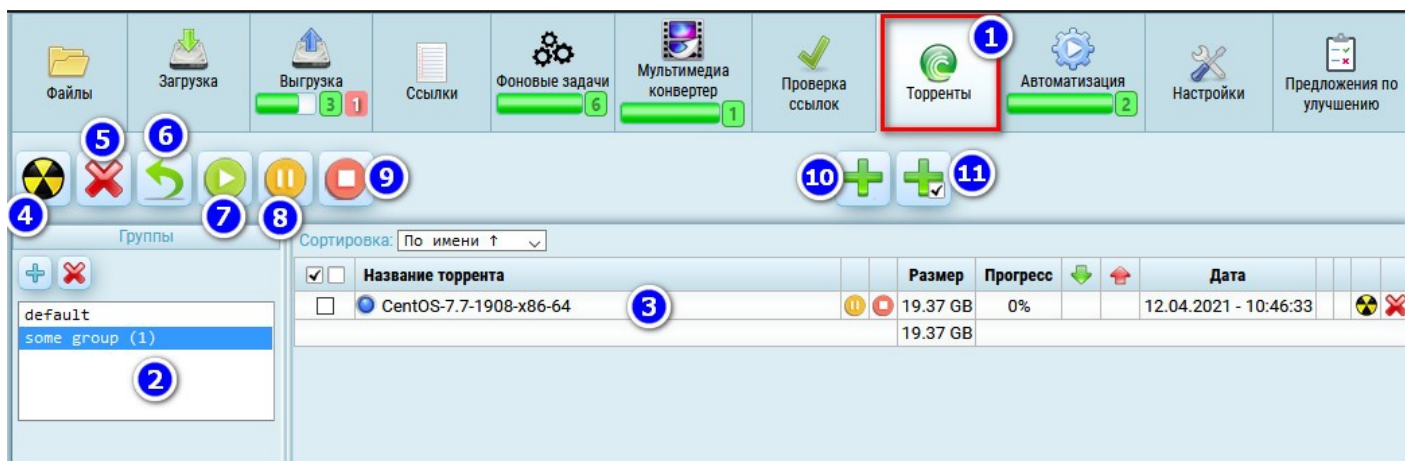 Файлы
Загрузка
Выгрузка
3 1
Ссылки
Фоновые задачи
6
Мультимедиа
конвертер
1
Проверка
ссылок
Торренты
1
Автоматизация
2
Настройки
Предложения по
улучшению
4
5
6
7
8
9
10
11
Группы
default
some group (1)
2
Сортировка: По имени ↑
Название торрента Размер Прогресс Дата
CentOS-7.7-1908-x86-64 3 19.37 GB 0% 12.04.2021 - 10:46:33
19.37 GB